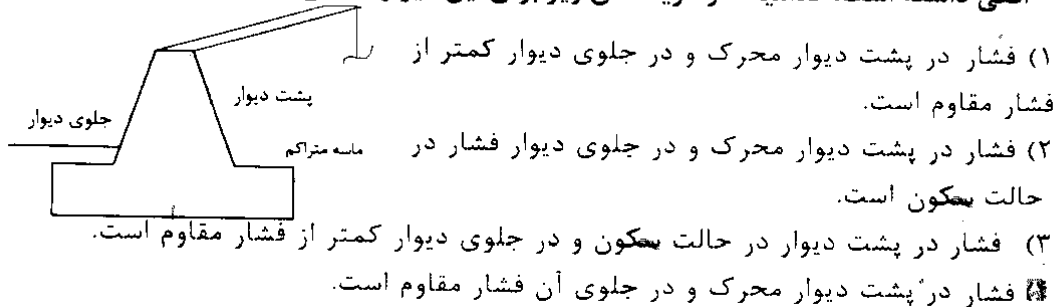 ۱) فشار در پشت دیوار محرک و در جلوی دیوار کمتر از
فشار مقاوم است.
۲) فشار در پشت دیوار محرک و در جلوی دیوار فشار در
حالت سکون است.
۳) فشار در پشت دیوار در حالت سکون و در جلوی دیوار کمتر از فشار مقاوم است.
فشار در پشت دیوار محرک و در جلوی آن فشار مقاوم است.
پشت دیوار
جلوی دیوار
ماسه متراکم